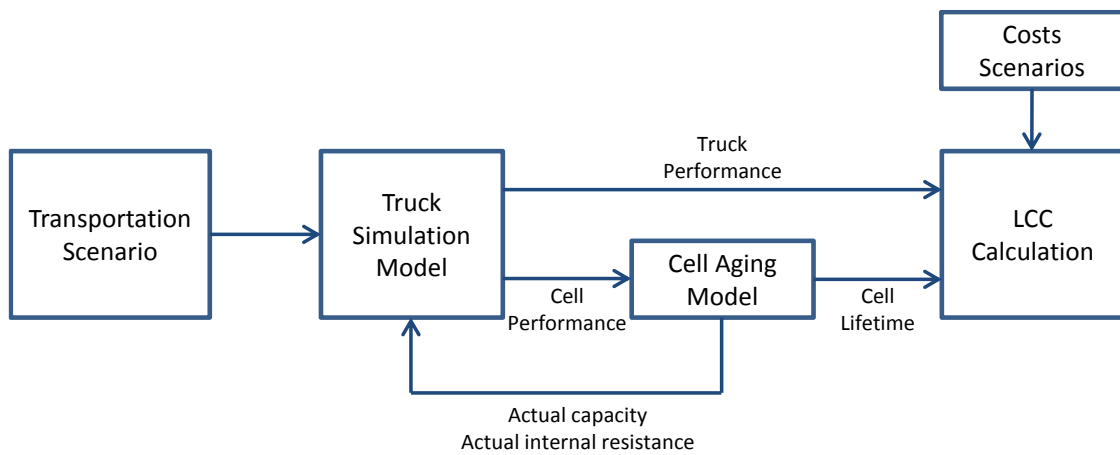 Costs
Scenarios
Truck
Performance
Transportation
Scenario
Truck
Simulation
Model
LCC
Calculation
Cell Aging
Model
Cell
Performance
Cell
Lifetime
Actual capacity
Actual internal resistance